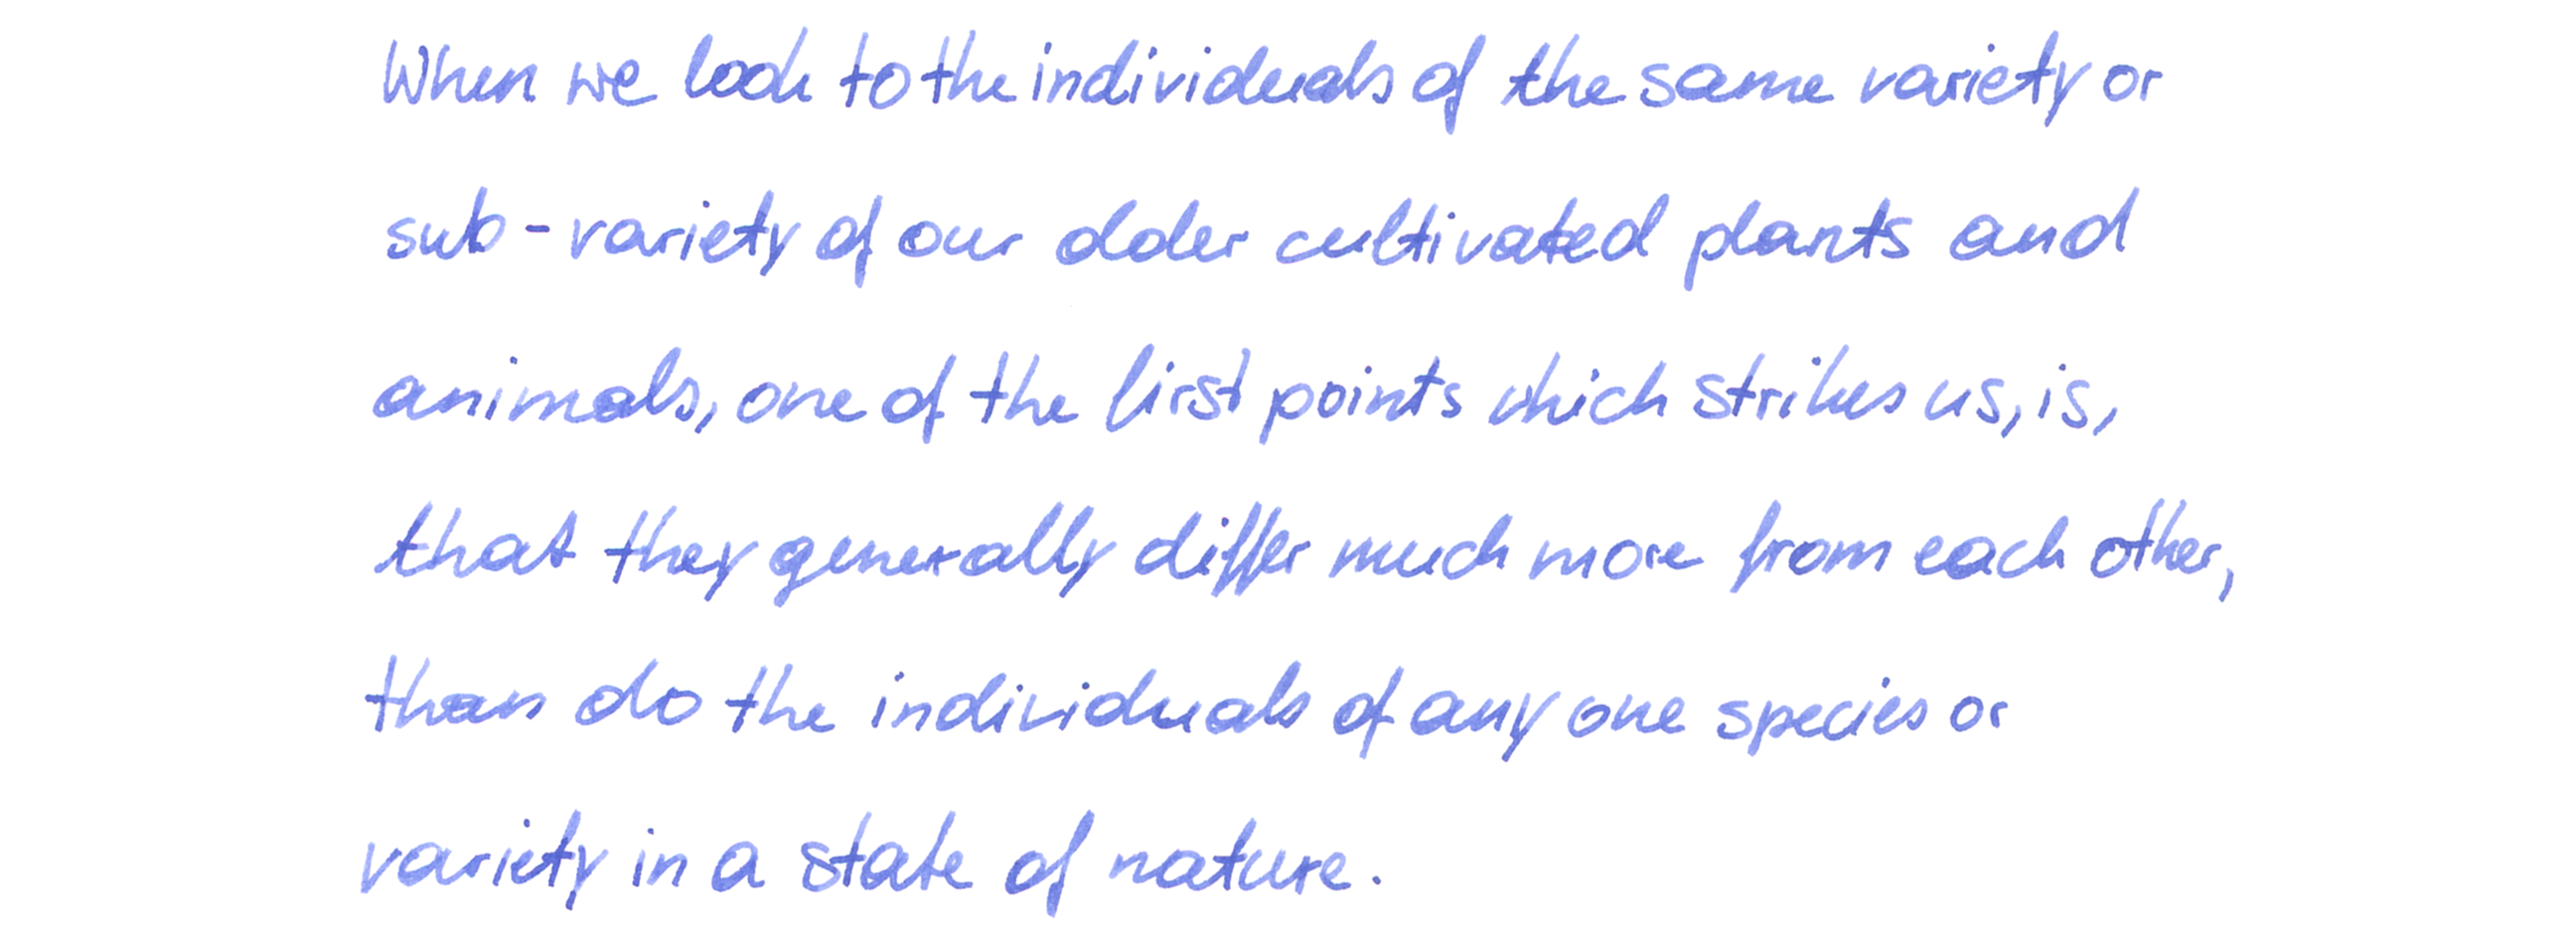 When we look to the individuals of the same variety or
sub-variety of our older cultivated plants and
animals, one of the first points which strikes us, is,
that they generally differ much more from each other,
than do the individuals of any one species or
variety in a state of nature.